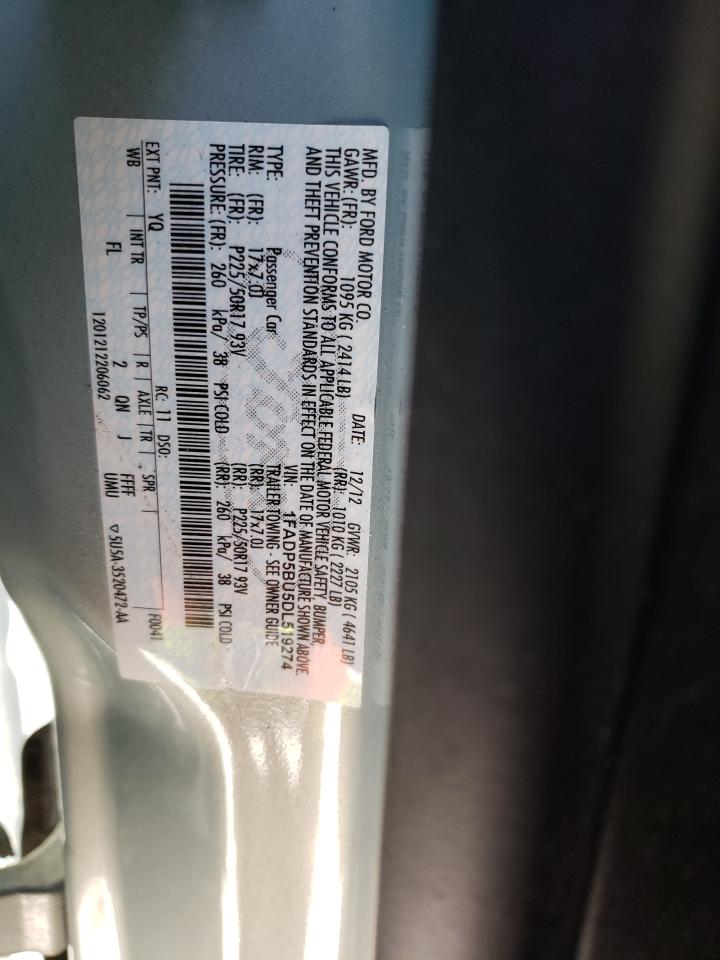 MFD. BY FORD MOTOR CO.
DATE: 12/12 GVWR: 2105 KG ( 4641 LB)
GAWR: (FR): 1095 KG ( 2414 LB) (RR): 1010 KG ( 2227 LB)
THIS VEHICLE CONFORMS TO ALL APPLICABLE FEDERAL MOTOR VEHICLE SAFETY, BUMPER,
AND THEFT PREVENTION STANDARDS IN EFFECT ON THE DATE OF MANUFACTURE SHOWN ABOVE.
VIN: 1FADP5BU5DL519274
TYPE: Passenger Car TRAILER TOWING - SEE OWNER GUIDE
RIM: (FR): 17x7.0J (RR): 17x7.0J
TIRE: (FR): P225/50R17 93V (RR): P225/50R17 93V
PRESSURE: (FR): 260 kPa/ 38 PSI COLD (RR): 260 kPa/ 38 PSI COLD
F0041
EXT PNT: YQ RC: 11 DSO:
WB | INT TR | TP/PS | R | AXLE | TR | SPR
FL 2 QN J FFFF
UMU
1201212206062 5U5A-3520472-AA